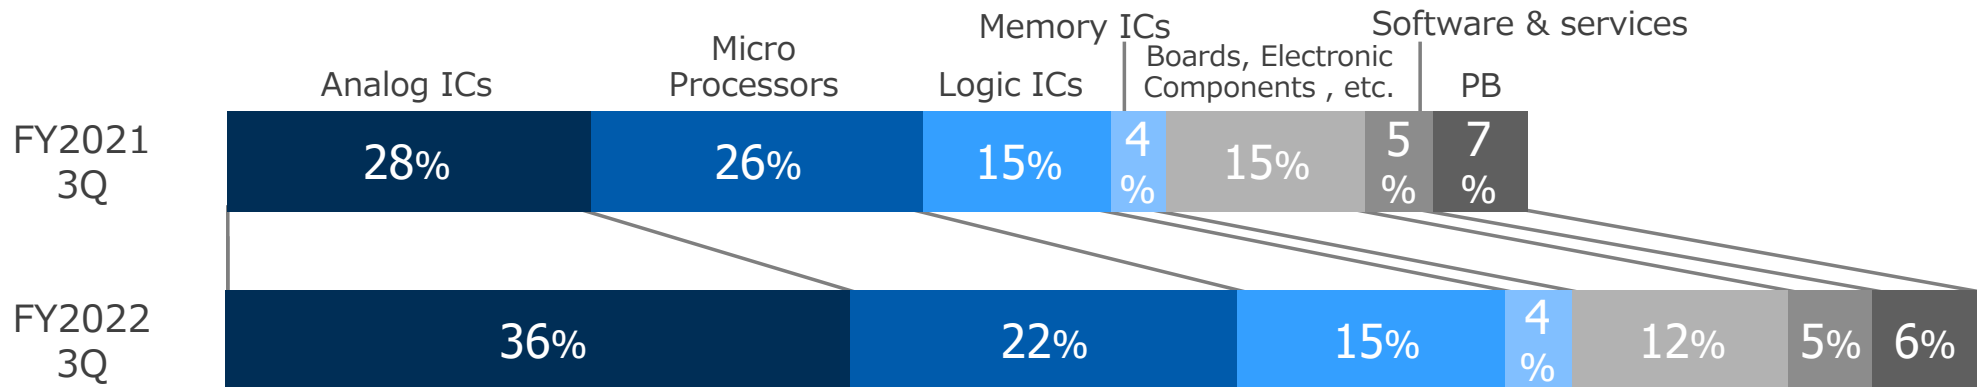 Memory ICs
Software & services
Micro
Processors
Boards, Electronic
Components , etc.
Analog ICs
Logic ICs
PB
FY2021
3Q
28%
26%
15%
4
%
15%
5
%
7
%
FY2022
3Q
36%
22%
15%
4
%
12%
5%
6%